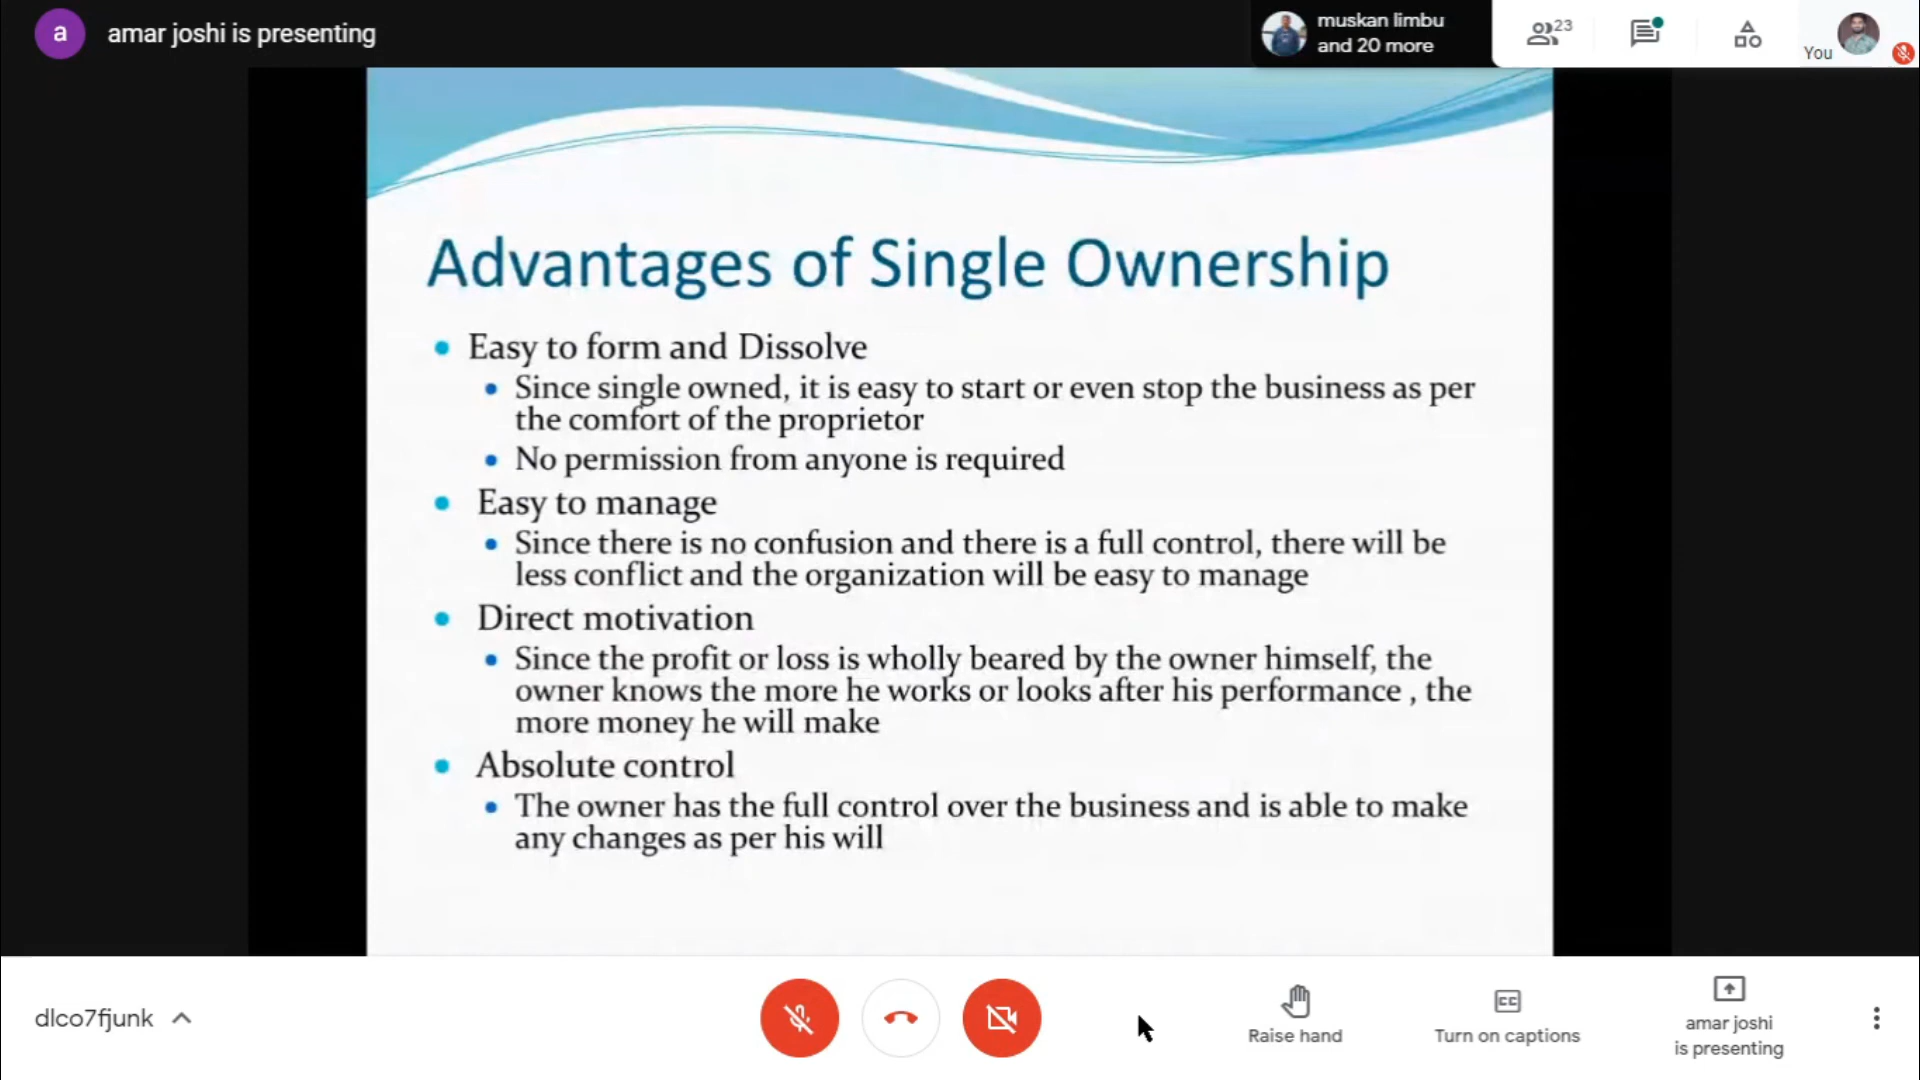 a
amar joshi is presenting
muskan limbu
and 20 more
23
You
Advantages of Single Ownership
• Easy to form and Dissolve
• Since single owned, it is easy to start or even stop the business as per
the comfort of the proprietor
• No permission from anyone is required
• Easy to manage
• Since there is no confusion and there is a full control, there will be
less conflict and the organization will be easy to manage
• Direct motivation
• Since the profit or loss is wholly beared by the owner himself, the
owner knows the more he works or looks after his performance , the
more money he will make
• Absolute control
• The owner has the full control over the business and is able to make
any changes as per his will
dlco7fjunk
Raise hand
CC
Turn on captions
amar joshi
is presenting